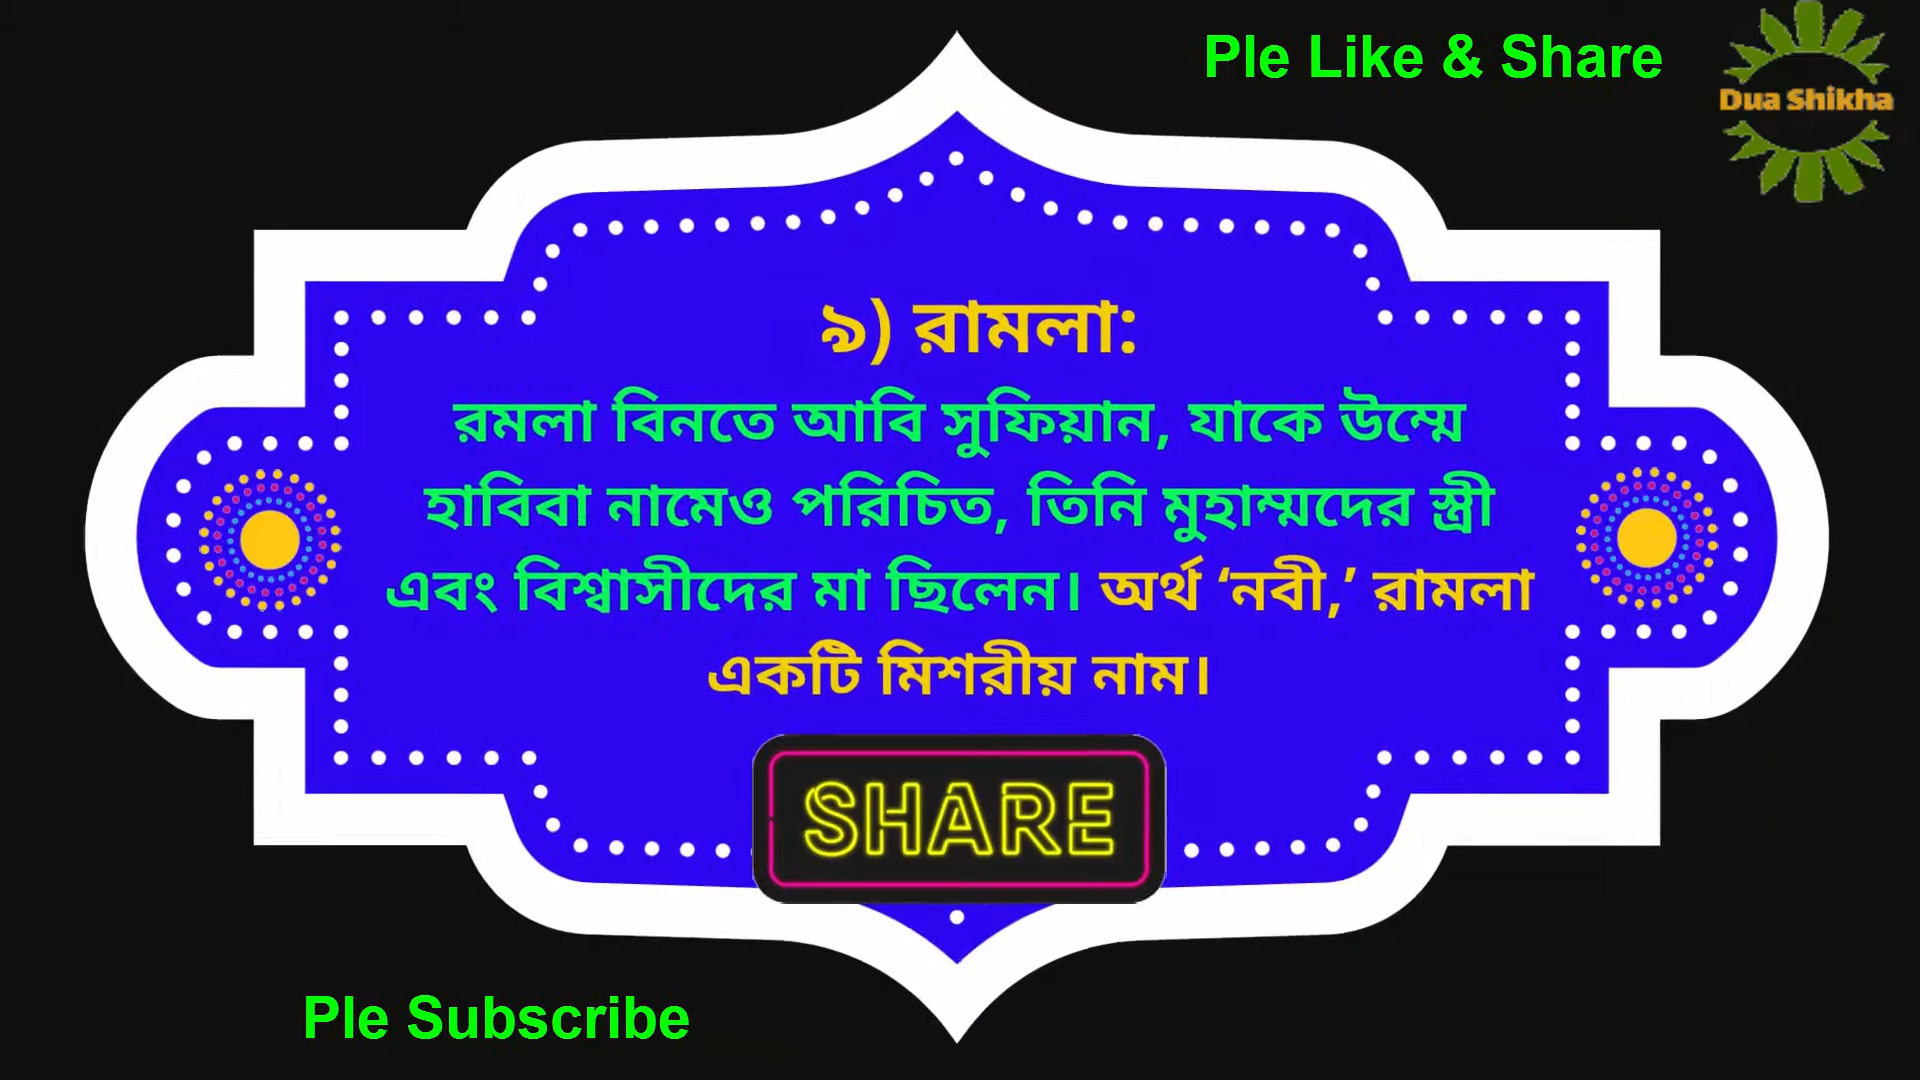 Ple Like & Share
Dua Shikha
৯) রামলা:
রমলা বিনতে আবি সুফিয়ান, যাকে উম্মে
হাবিবা নামেও পরিচিত, তিনি মুহাম্মদের স্ত্রী
এবং বিশ্বাসীদের মা ছিলেন। অর্থ ‘নবী,’ রামলা
একটি মিশরীয় নাম।
SHARE
Ple Subscribe